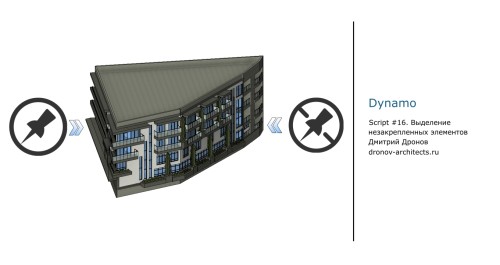 Dynamo
Script #16. Выделение
незакрепленных элементов
Дмитрий Дронов
dronov-architects.ru